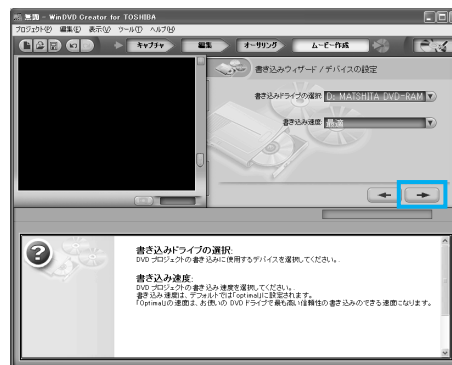 無題 - WinDVD Creator for TOSHIBA
プロジェクト(P) 編集(E) 表示(V) ツール(T) ヘルプ(H)
キャプチャ 編集 オーサリング ムービー作成
書き込みウィザード / デバイスの設定
書き込みドライブの選択 D: MATSHITA DVD-RAM
書き込み速度 最適
書き込みドライブの選択:
DVD プロジェクトの書き込みに使用するデバイスを選択してください。.
書き込み速度:
DVD プロジェクトの書き込み速度を選択してください。.
書き込み速度は、デフォルトでは「optimal」に設定されます。
「Optimal」の速度は、お使いの DVD ドライブで最も高い信頼性の書き込みのできる速度になります。